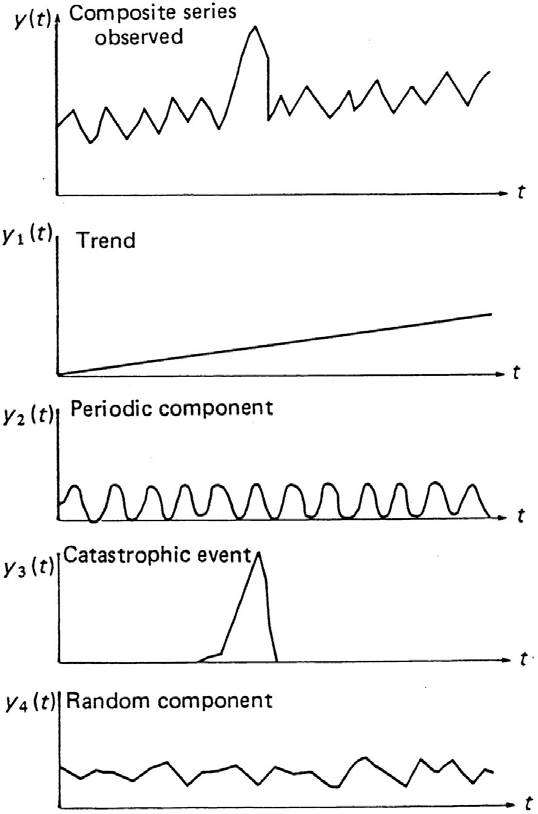 y(t) Composite series
observed
t
y₁(t) Trend
t
y₂(t) Periodic component
t
y₃(t) Catastrophic event
t
y₄(t) Random component
t